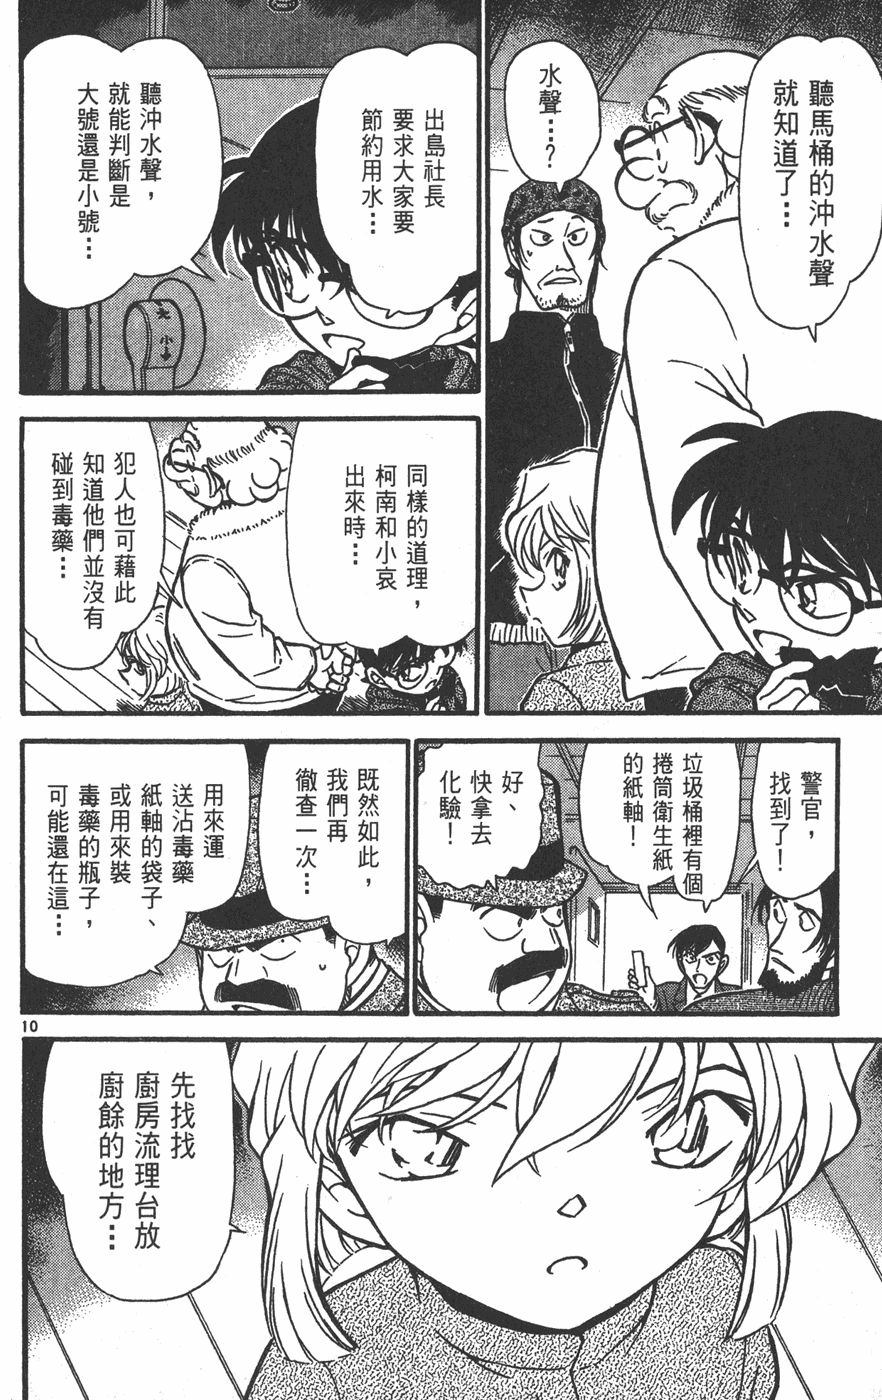 聽馬桶的沖水聲
就知道了⋯
水聲⋯?
出島社長
要求大家要
節約用水⋯
聽沖水聲，
就能判斷是
大號還是小號⋯
大
小
同樣的道理，
柯南和小哀
出來時⋯
犯人也可藉此
知道他們並沒有
碰到毒藥⋯
警官，
找到了！
垃圾桶裡有個
捲筒衛生紙
的紙軸！
好、
快拿去
化驗！
既然如此，
我們再
徹查一次⋯
用來運
送沾毒藥
紙軸的袋子、
或用來裝
毒藥的瓶子，
可能還在這⋯
10
先找找
廚房流理台放
廚餘的地方⋯